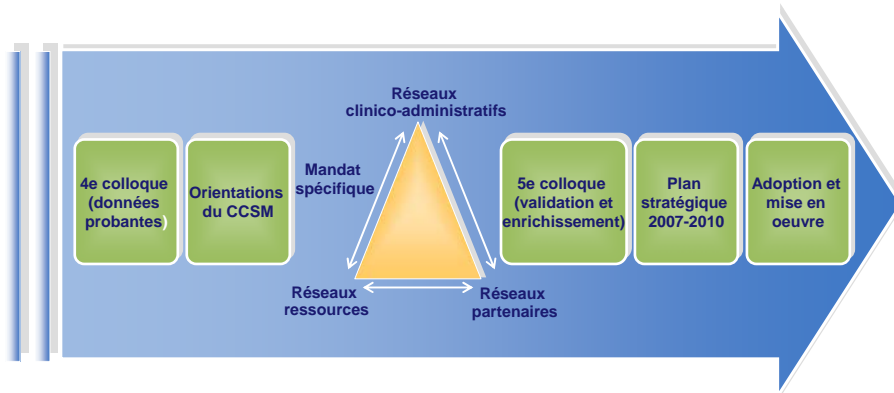 4e colloque
(données
probantes)
Orientations
du CCSM
Mandat
spécifique
Réseaux
clinico-administratifs
Réseaux
ressources
Réseaux
partenaires
5e colloque
(validation et
enrichissement)
Plan
stratégique
2007-2010
Adoption et
mise en
oeuvre